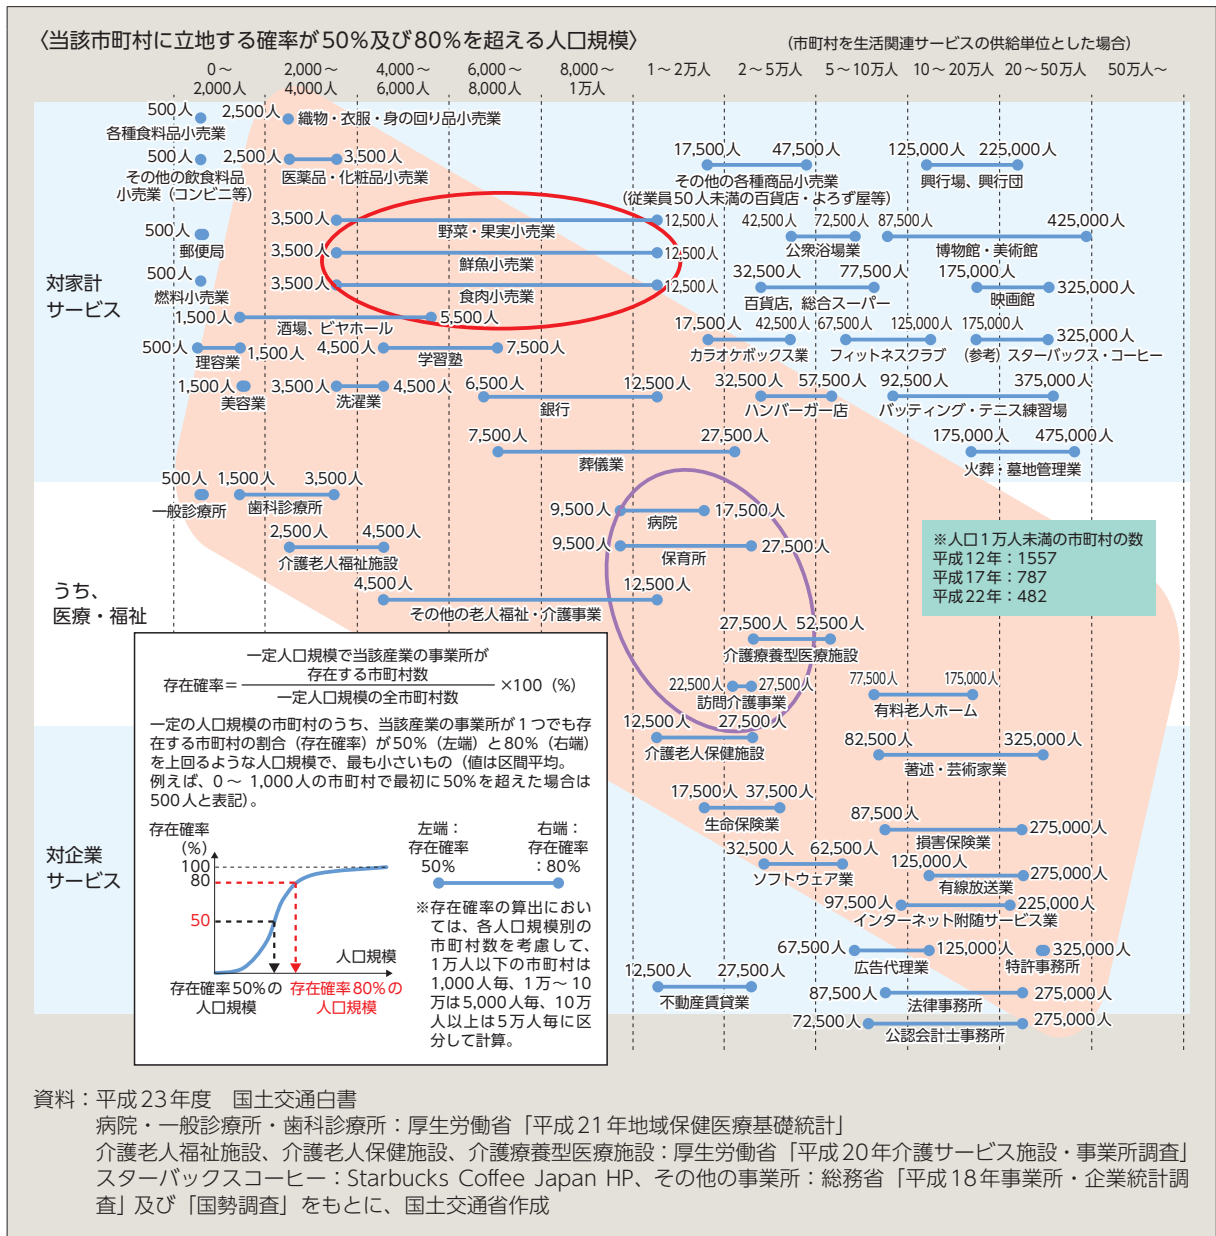 〈当該市町村に立地する確率が50%及び80%を超える人口規模〉
(市町村を生活関連サービスの供給単位とした場合)
0～
2,000人
2,000～
4,000人
4,000～
6,000人
6,000～
8,000人
8,000～
1万人
1～2万人
2～5万人
5～10万人
10～20万人
20～50万人
50万人～
対家計
サービス
500人
各種食料品小売業
2,500人
織物・衣服・身の回り品小売業
500人
その他の飲食料品
小売業(コンビニ等)
2,500人
3,500人
医薬品・化粧品小売業
17,500人
47,500人
その他の各種商品小売業
(従業員50人未満の百貨店・よろず屋等)
125,000人
225,000人
興行場、興行団
500人
郵便局
3,500人
12,500人
野菜・果実小売業
42,500人
72,500人
公衆浴場業
87,500人
425,000人
博物館・美術館
3,500人
12,500人
鮮魚小売業
500人
燃料小売業
3,500人
12,500人
食肉小売業
32,500人
77,500人
百貨店,総合スーパー
175,000人
325,000人
映画館
1,500人
5,500人
酒場、ビヤホール
500人
1,500人
理容業
4,500人
7,500人
学習塾
17,500人
42,500人
カラオケボックス業
67,500人
125,000人
フィットネスクラブ
175,000人
325,000人
(参考) スターバックス・コーヒー
1,500人
美容業
3,500人
4,500人
洗濯業
6,500人
12,500人
銀行
32,500人
57,500人
ハンバーガー店
92,500人
375,000人
バッティング・テニス練習場
7,500人
27,500人
葬儀業
175,000人
475,000人
火葬・墓地管理業
うち、
医療・福祉
500人
一般診療所
1,500人
3,500人
歯科診療所
9,500人
17,500人
病院
2,500人
4,500人
介護老人福祉施設
9,500人
27,500人
保育所
4,500人
12,500人
その他の老人福祉・介護事業
27,500人
52,500人
介護療養型医療施設
22,500人
27,500人
訪問介護事業
77,500人
175,000人
有料老人ホーム
12,500人
27,500人
介護老人保健施設
※人口1万人未満の市町村の数
平成12年：1557
平成17年：787
平成22年：482
対企業
サービス
82,500人
325,000人
著述・芸術家業
17,500人
37,500人
生命保険業
87,500人
275,000人
損害保険業
32,500人
62,500人
ソフトウェア業
125,000人
275,000人
有線放送業
97,500人
225,000人
インターネット附随サービス業
67,500人
125,000人
広告代理業
325,000人
特許事務所
12,500人
27,500人
不動産賃貸業
87,500人
275,000人
法律事務所
72,500人
275,000人
公認会計士事務所
存在確率＝
一定人口規模で当該産業の事業所が
存在する市町村数
一定人口規模の全市町村数
×100 (%)
一定の人口規模の市町村のうち、当該産業の事業所が1つでも存
在する市町村の割合（存在確率）が50%（左端）と80%（右端）
を上回るような人口規模で、最も小さいもの（値は区間平均。
例えば、0～1,000人の市町村で最初に50%を超えた場合は
500人と表記）。
存在確率
(%)
100
80
50
人口規模
存在確率50%の
人口規模
存在確率80%の
人口規模
左端：
存在確率
50%
右端：
存在確率
：80%
※存在確率の算出におい
ては、各人口規模別の
市町村数を考慮して、
1万人以下の市町村は
1,000人毎、1万～10
万は5,000人毎、10万
人以上は5万人毎に区
分して計算。
資料：平成23年度　国土交通白書
病院・一般診療所・歯科診療所：厚生労働省「平成21年地域保健医療基礎統計」
介護老人福祉施設、介護老人保健施設、介護療養型医療施設：厚生労働省「平成20年介護サービス施設・事業所調査」
スターバックスコーヒー：Starbucks Coffee Japan HP、その他の事業所：総務省「平成18年事業所・企業統計調
査」及び「国勢調査」をもとに、国土交通省作成